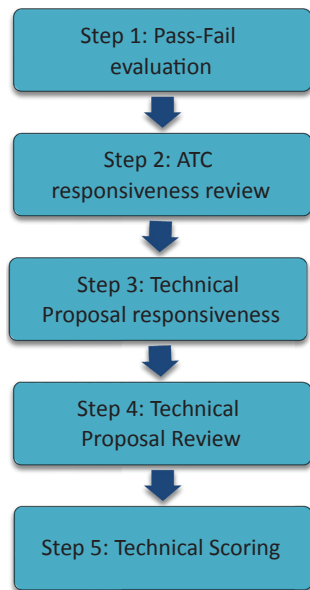 Step 1: Pass-Fail
evaluation
Step 2: ATC
responsiveness review
Step 3: Technical
Proposal responsiveness
Step 4: Technical
Proposal Review
Step 5: Technical Scoring